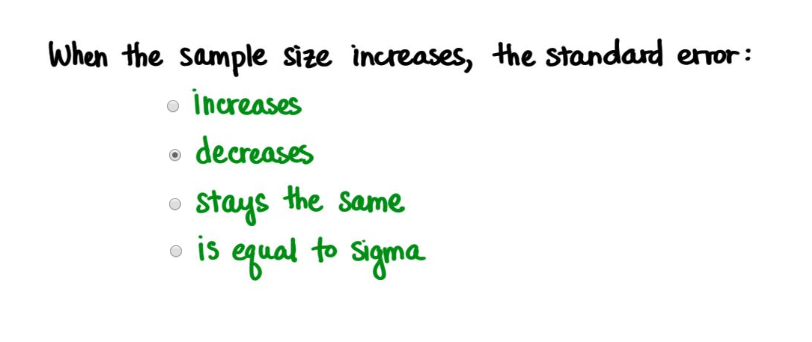 When the sample size increases, the standard error:
increases
decreases
stays the same
is equal to sigma